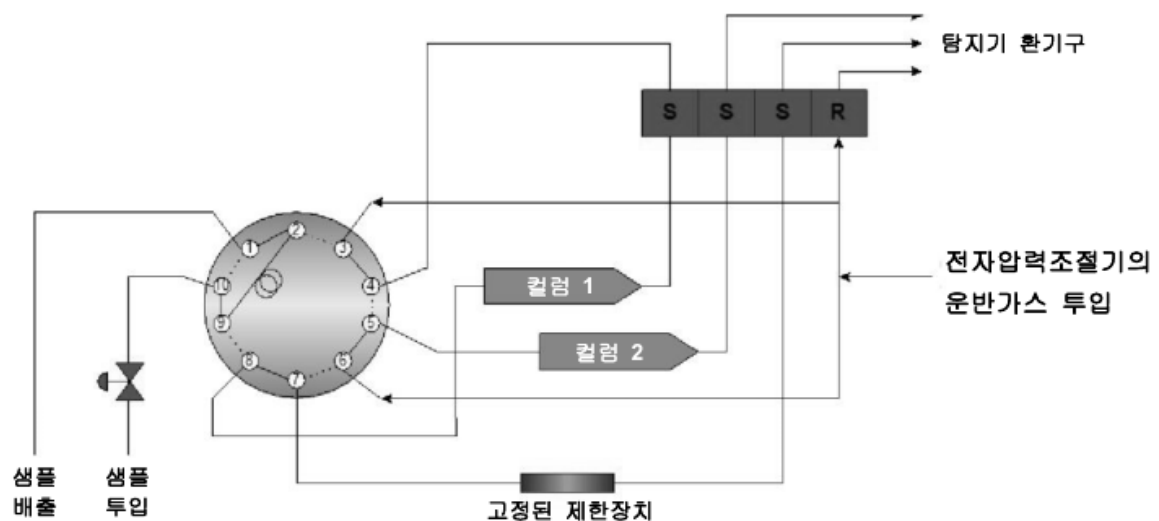 탐지기 환기구
S S S R
1
2
3
10
4
9
5
8
6
7
컬럼 1
컬럼 2
전자압력조절기의
운반가스 투입
샘플
배출
샘플
투입
고정된 제한장치